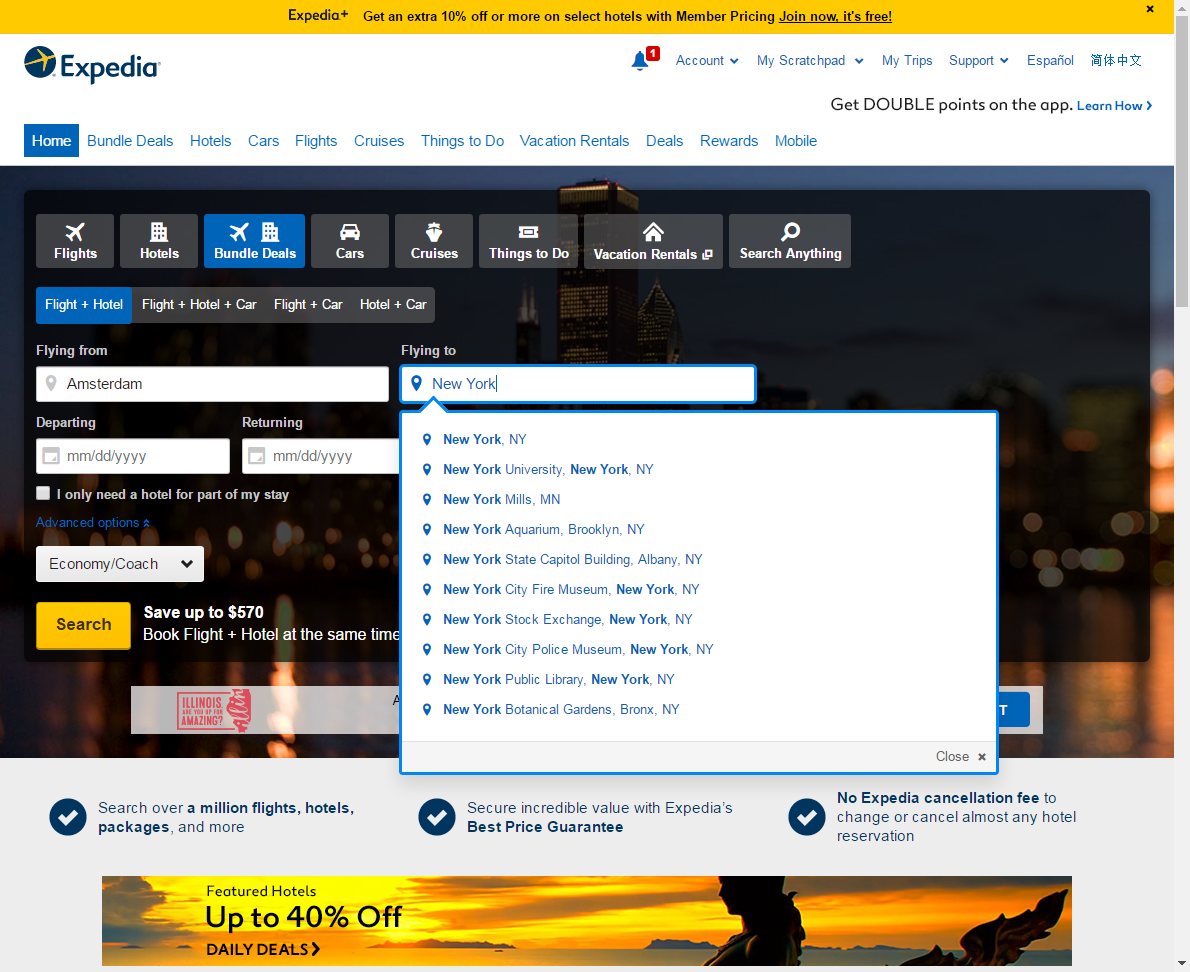 Expedia+ Get an extra 10% off or more on select hotels with Member Pricing Join now, it's free!
Expedia
1 Account My Scratchpad My Trips Support Español 简体中文
Get DOUBLE points on the app. Learn How
Home Bundle Deals Hotels Cars Flights Cruises Things to Do Vacation Rentals Deals Rewards Mobile
Flights Hotels Bundle Deals Cars Cruises Things to Do Vacation Rentals Search Anything
Flight + Hotel Flight + Hotel + Car Flight + Car Hotel + Car
Flying from Flying to
Amsterdam New York
Departing Returning
mm/dd/yyyy mm/dd/yyyy
I only need a hotel for part of my stay
Advanced options
Economy/Coach
Search
Save up to $570
Book Flight + Hotel at the same time
New York, NY
New York University, New York, NY
New York Mills, MN
New York Aquarium, Brooklyn, NY
New York State Capitol Building, Albany, NY
New York City Fire Museum, New York, NY
New York Stock Exchange, New York, NY
New York City Police Museum, New York, NY
New York Public Library, New York, NY
New York Botanical Gardens, Bronx, NY
Close
ILLINOIS
ARE YOU UP FOR
AMAZING?
A
T
Search over a million flights, hotels,
packages, and more
Secure incredible value with Expedia’s
Best Price Guarantee
No Expedia cancellation fee to
change or cancel almost any hotel
reservation
Featured Hotels
Up to 40% Off
DAILY DEALS